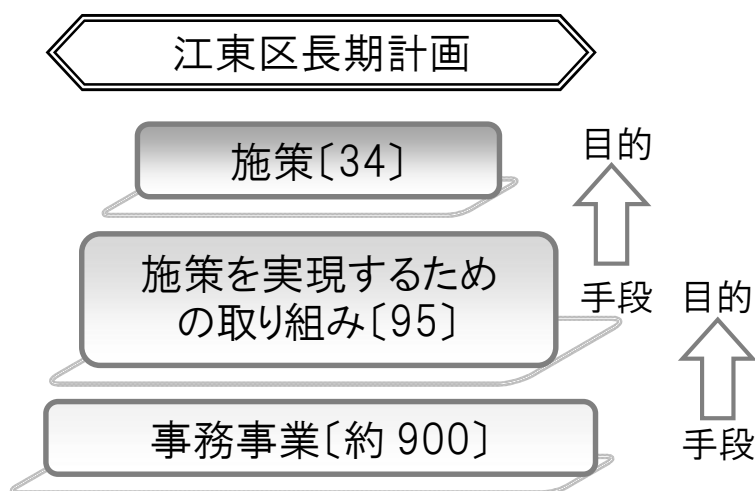 江東区長期計画
施策〔34〕
目的
施策を実現するため
の取り組み〔95〕
手段 目的
事務事業〔約 900〕
手段